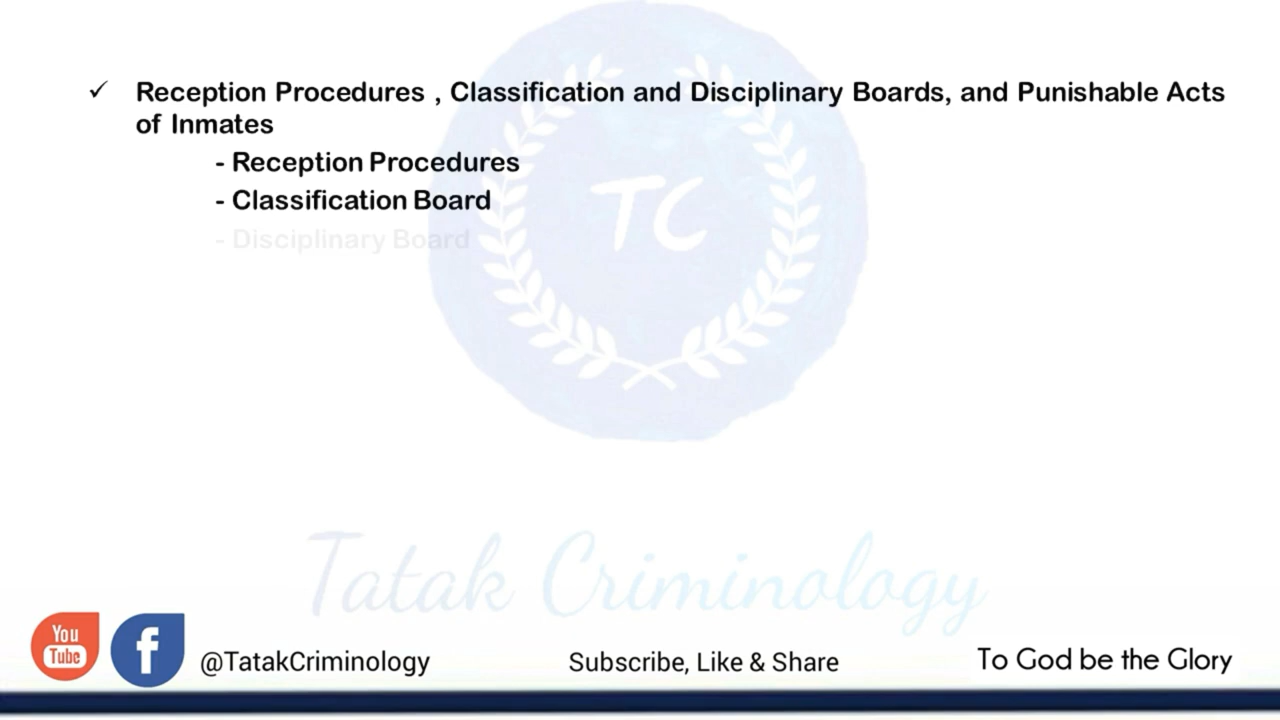 ✓ Reception Procedures , Classification and Disciplinary Boards, and Punishable Acts
of Inmates
- Reception Procedures
- Classification Board
- Disciplinary Board
TC
Tatak Criminology
You
Tube
f
@TatakCriminology
Subscribe, Like & Share
To God be the Glory